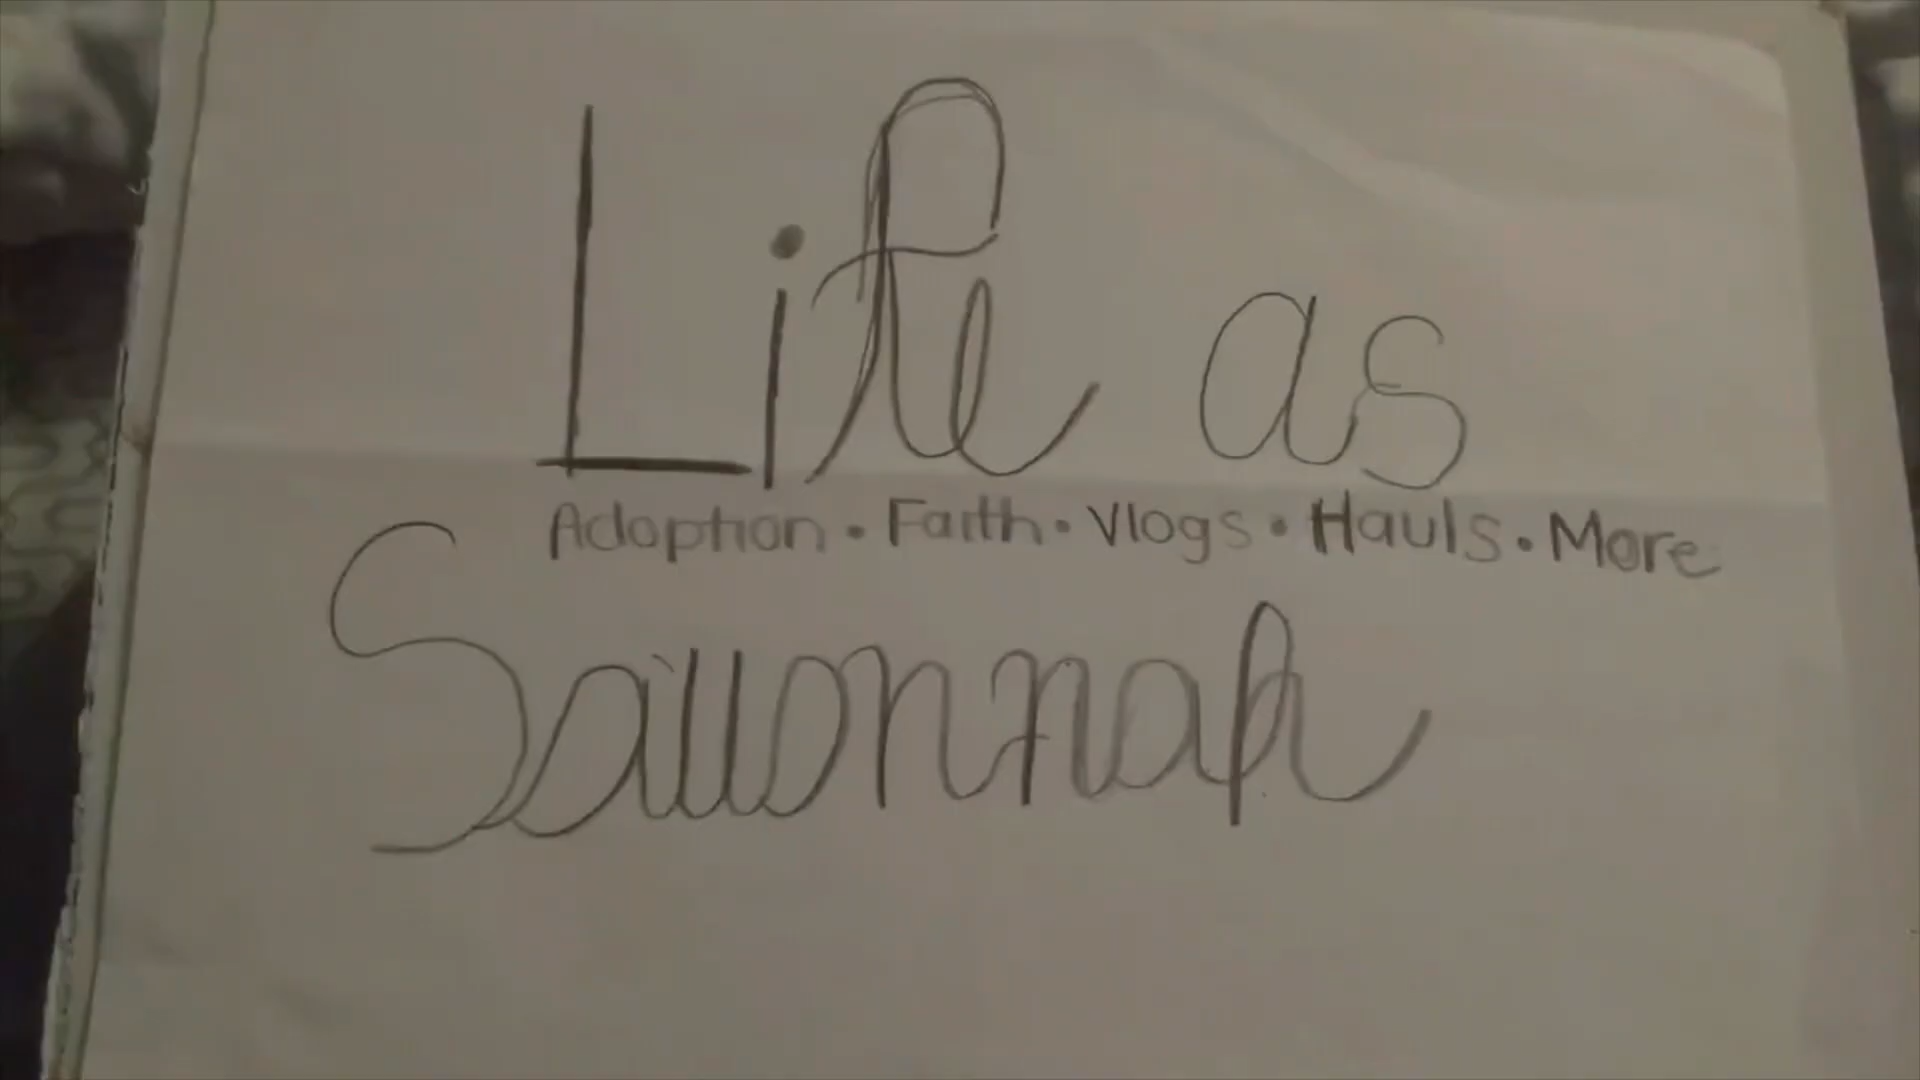 Life as
Adoption • Faith • Vlogs • Hauls • More
Savannah